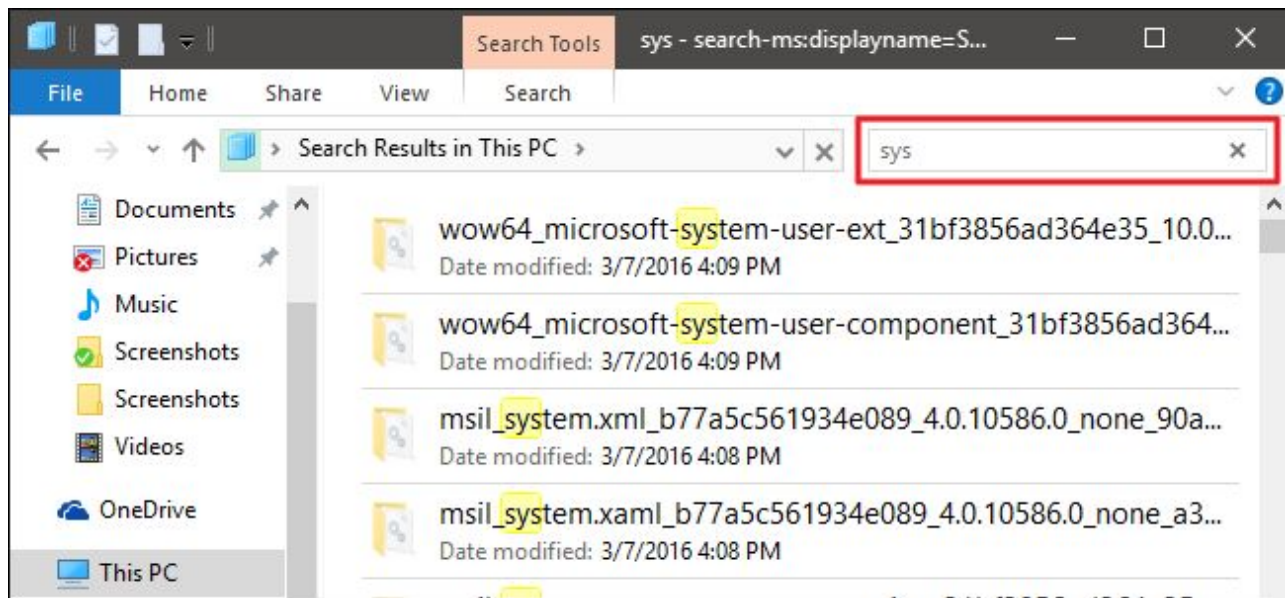 Search Tools
sys - search-ms:displayname=S...
File Home Share View Search
Search Results in This PC
sys
Documents
Pictures
Music
Screenshots
Screenshots
Videos
OneDrive
This PC
wow64_microsoft-system-user-ext_31bf3856ad364e35_10.0...
Date modified: 3/7/2016 4:09 PM
wow64_microsoft-system-user-component_31bf3856ad364...
Date modified: 3/7/2016 4:09 PM
msil_system.xml_b77a5c561934e089_4.0.10586.0_none_90a...
Date modified: 3/7/2016 4:08 PM
msil_system.xaml_b77a5c561934e089_4.0.10586.0_none_a3...
Date modified: 3/7/2016 4:08 PM